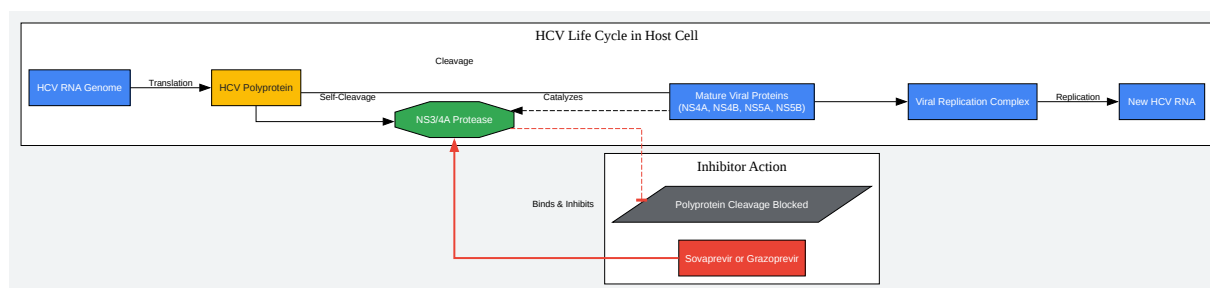 HCV Life Cycle in Host Cell
Cleavage
HCV RNA Genome
Translation
HCV Polyprotein
Self-Cleavage
NS3/4A Protease
Catalyzes
Mature Viral Proteins
(NS4A, NS4B, NS5A, NS5B)
Viral Replication Complex
Replication
New HCV RNA
Inhibitor Action
Binds & Inhibits
Polyprotein Cleavage Blocked
Sovaprevir or Grazoprevir